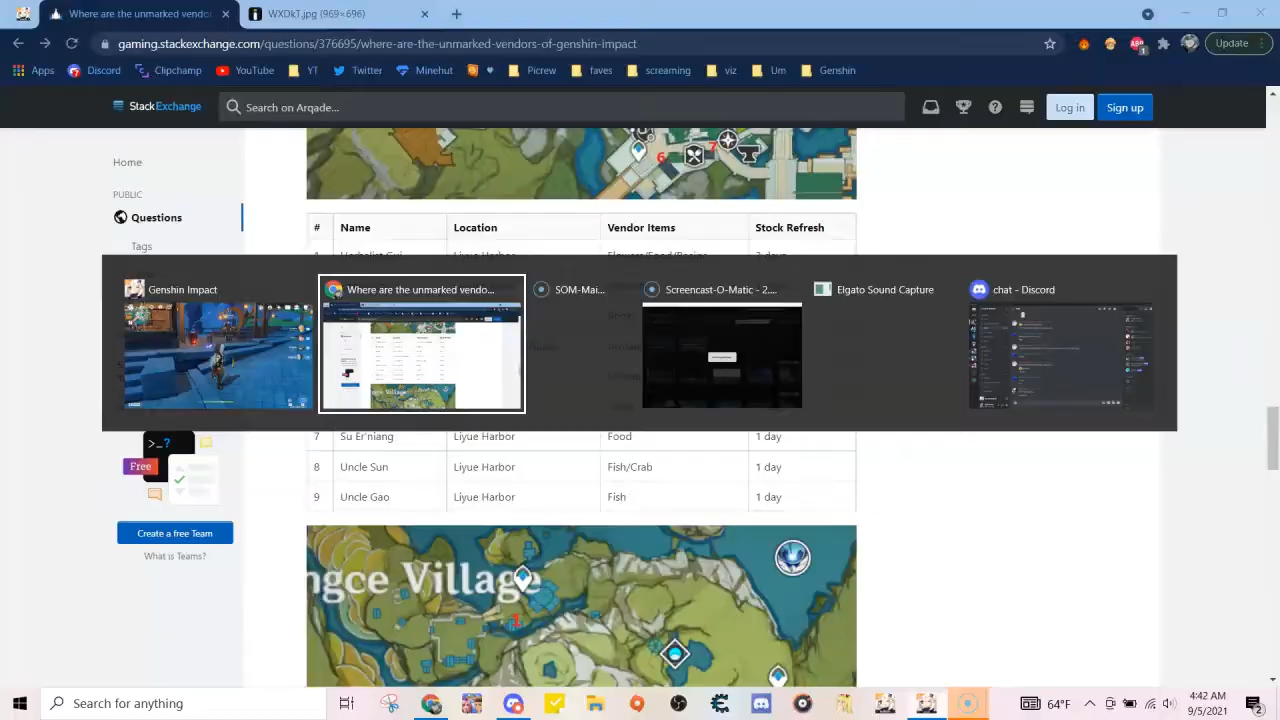 Where are the unmarked vendo
WXDkT.jpg (969×696)
gaming.stackexchange.com/questions/376695/where-are-the-unmarked-vendors-of-genshin-impact
Update
Apps
Discord
Clipchamp
YouTube
YT
Twitter
Minehut
Picrew
faves
screaming
viz
Um
Genshin
StackExchange
Search on Arqade...
Log in
Sign up
Home
PUBLIC
Questions
Tags
6
7
# Name Location Vendor Items Stock Refresh
Genshin Impact
Where are the unmarked vendo...
SOM-Mai...
Screencast-O-Matic - 2....
Elgato Sound Capture
chat - Discord
7 Su Er'niang Liyue Harbor Food 1 day
8 Uncle Sun Liyue Harbor Fish/Crab 1 day
9 Uncle Gao Liyue Harbor Fish 1 day
>_?
Free
Create a free Team
What is Teams?
ngce Village
1
Search for anything
64°F
4:42 AM
9/5/2021
2